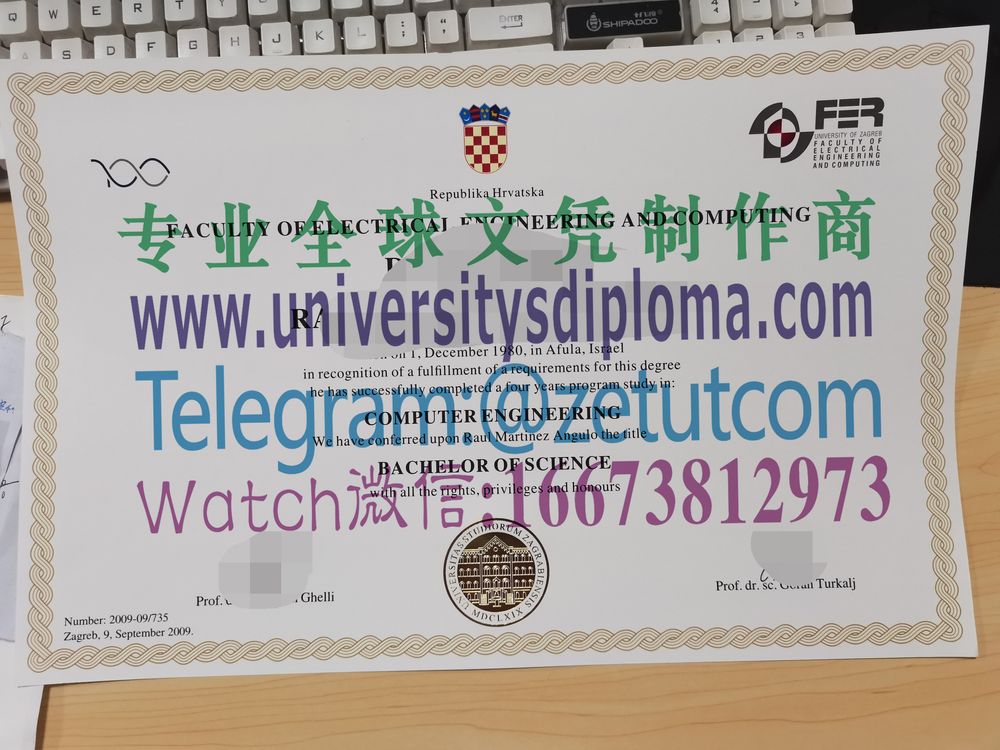 ENTER
SHIPADOO
100
FER
UNIVERSITY OF ZAGREB
FACULTY OF
ELECTRICAL
ENGINEERING
AND COMPUTING
Republika Hrvatska
FACULTY OF ELECTRICAL ENGINEERING AND COMPUTING
专业全球文凭制作商
www.universitysdiploma.com
RA
on 1, December 1980, in Afula, Israel
in recognition of a fulfillment of a requirements for this degree
he has successfully completed a four years program study in:
Telegram:@zetutcom
COMPUTER ENGINEERING
We have conferred upon Raul Martinez Angulo the title
BACHELOR OF SCIENCE
with all the rights, privileges and honours
Watch微信:16673812973
UNIVERSITAS STUDIORUM ZAGRABIENSIS
MDCLXIX
Prof. Ghelli
Prof. dr. sc. Goran Turkalj
Number: 2009-09/735
Zagreb, 9, September 2009.